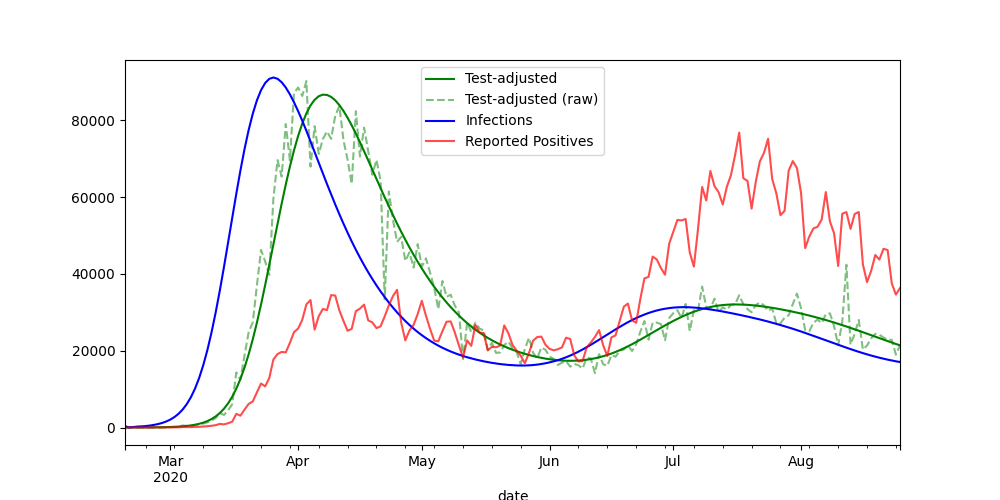 Test-adjusted
Test-adjusted (raw)
Infections
Reported Positives
80000
60000
40000
20000
0
Mar Apr May Jun Jul Aug
2020
date